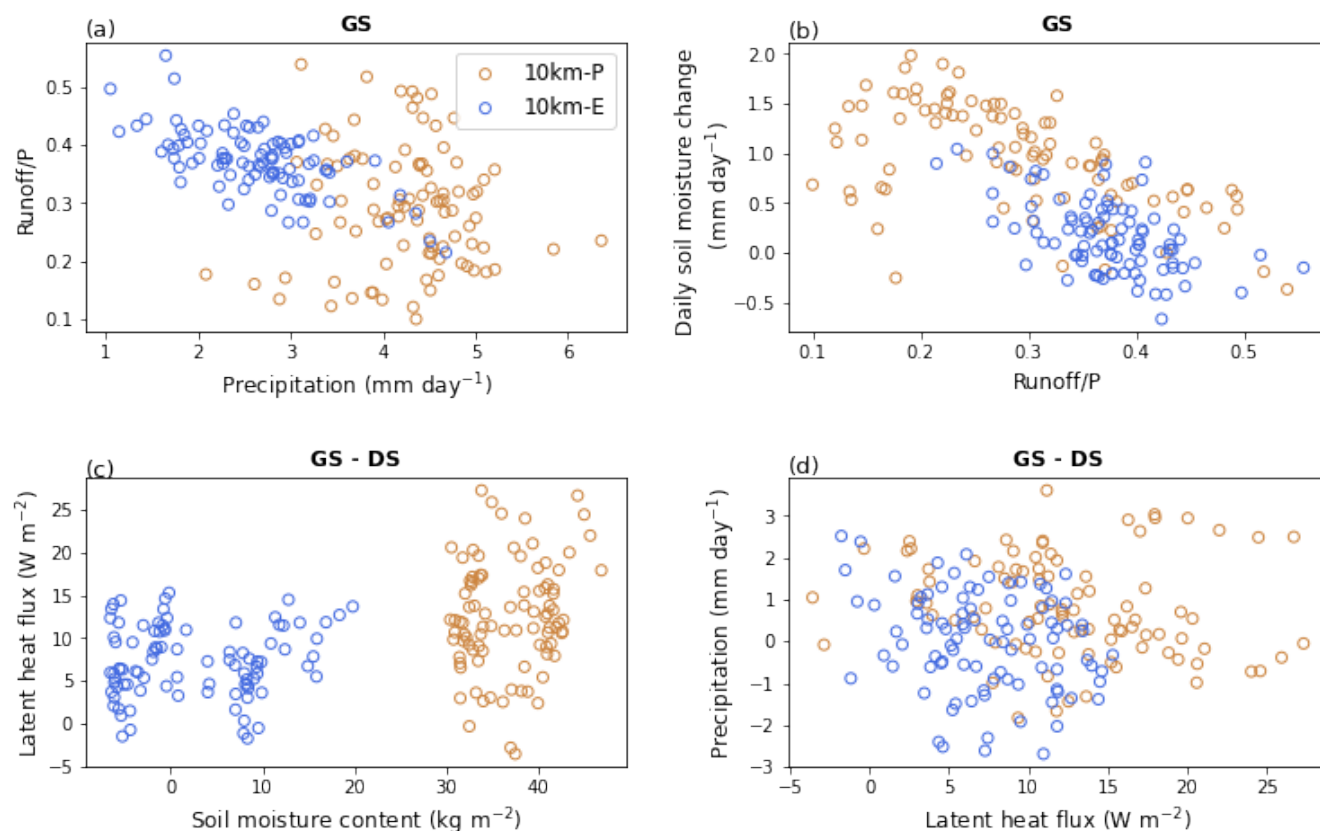 (a) GS
0.5
0.4
0.3
0.2
0.1
Runoff/P
10km-P
10km-E
1 2 3 4 5 6
Precipitation (mm day⁻¹)
(b) GS
2.0
1.5
1.0
0.5
0.0
−0.5
Daily soil moisture change
(mm day⁻¹)
0.1 0.2 0.3 0.4 0.5
Runoff/P
(c) GS - DS
25
20
15
10
5
0
−5
Latent heat flux (W m⁻²)
0 10 20 30 40
Soil moisture content (kg m⁻²)
(d) GS - DS
3
2
1
0
−1
−2
−3
Precipitation (mm day⁻¹)
−5 0 5 10 15 20 25
Latent heat flux (W m⁻²)